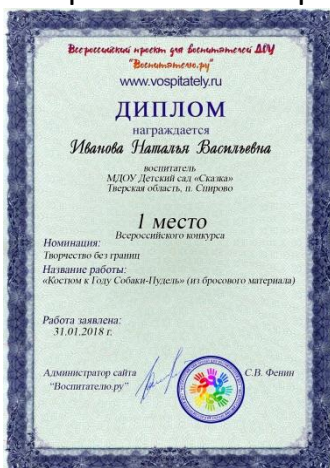 Всероссийский проект для воспитателей ДОУ
"Воспитателю.ру"
www.vospitately.ru
ДИПЛОМ
награждается
Иванова Наталья Васильевна
воспитатель
МДОУ Детский сад «Сказка»
Тверская область, п. Спирово
1 место
Всероссийского конкурса
Номинация:
Творчество без границ
Название работы:
«Костюм к Году Собаки-Пудель» (из бросового материала)
Работа заявлена:
31.01.2018 г.
Администратор сайта С.В. Фенин
"Воспитателю.ру"